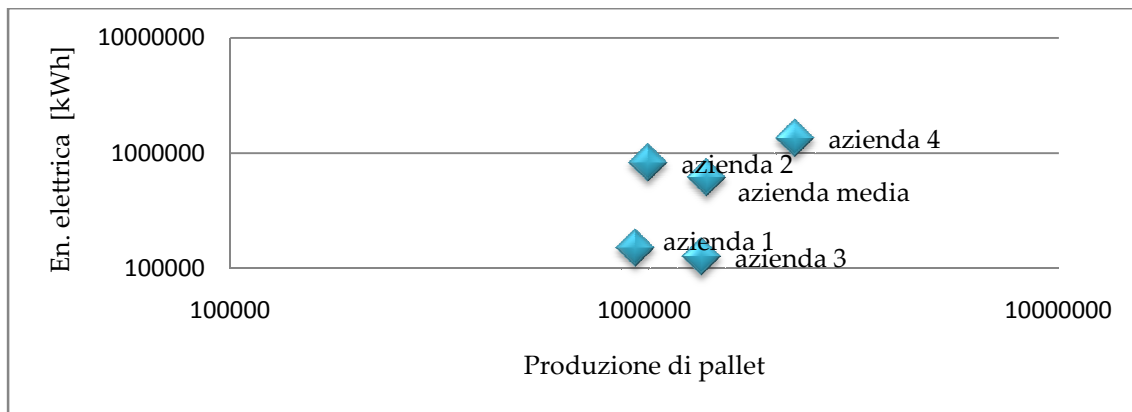 En. elettrica [kWh]
10000000
1000000
100000
azienda 4
azienda 2
azienda media
azienda 1
azienda 3
100000
1000000
10000000
Produzione di pallet